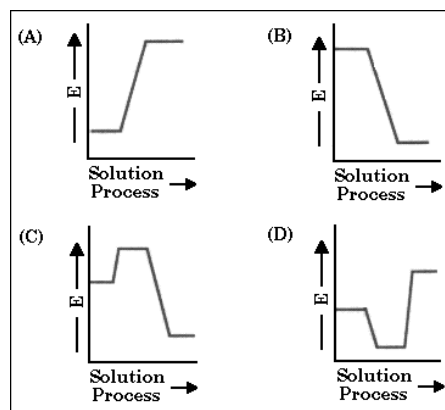 (A)
E
Solution
Process
(B)
E
Solution
Process
(C)
E
Solution
Process
(D)
E
Solution
Process